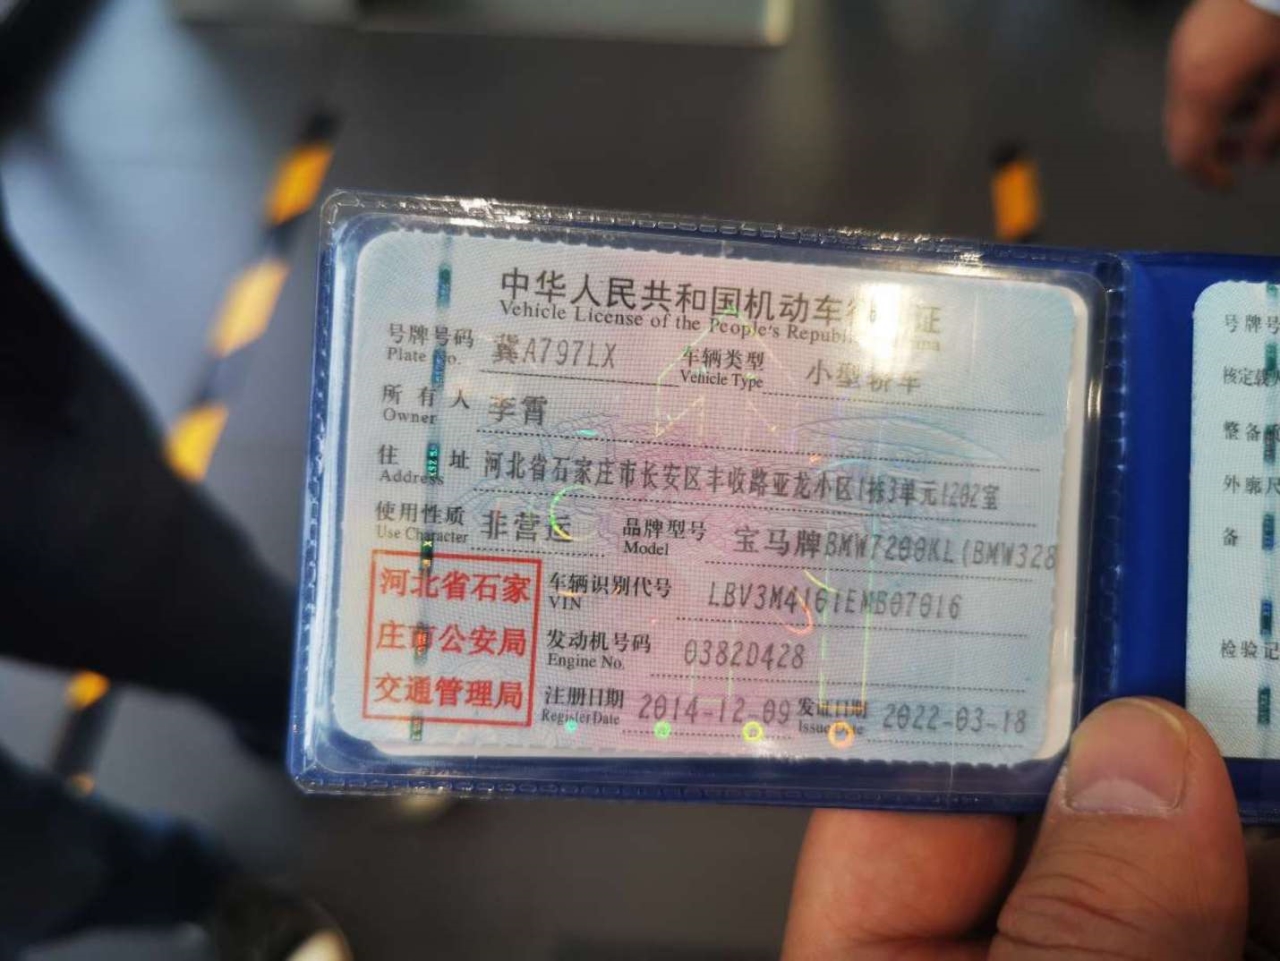 中华人民共和国机动车行驶证
Vehicle License of the People's Republic of China
号牌号码 Plate No. 冀A797LX 车辆类型 Vehicle Type 小型轿车
所有人 Owner 李霄
住址 Address 河北省石家庄市长安区丰收路亚龙小区1栋3单元1202室
使用性质 Use Character 非营运 品牌型号 Model 宝马牌BMW7200KL(BMW328
河北省石家
庄市公安局
交通管理局
车辆识别代号 VIN
发动机号码 Engine No. 0382D428
注册日期 Register Date 2014-12-09 发证日期 Issue Date 2022-03-18
号牌号
核定载
整备
外廓尺
备
检验记